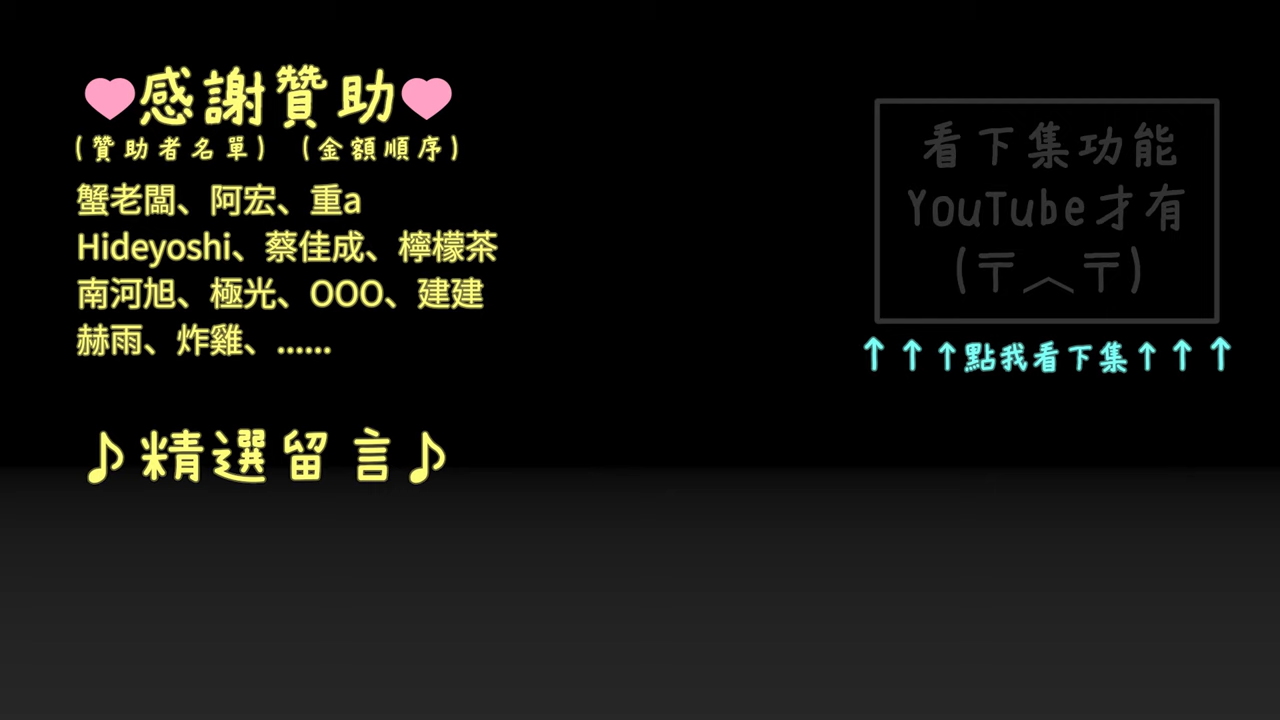 感謝贊助
(贊助者名單) (金額順序)
蟹老闆、阿宏、重a
Hideyoshi、蔡佳成、檸檬茶
南河旭、極光、OOO、建建
赫雨、炸雞、......
♪精選留言♪
看下集功能
YouTube才有
(〒︿〒)
↑↑↑點我看下集↑↑↑